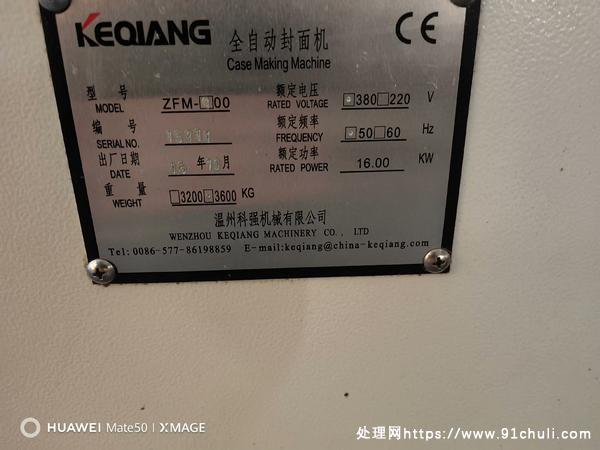 KEQIANG 全自动封面机 CE
Case Making Machine
型号 MODEL ZFM-□00 额定电压 RATED VOLTAGE □380□220 V
编号 SERIAL NO. 额定频率 FREQUENCY □50□60 Hz
出厂日期 DATE 年 月 额定功率 RATED POWER 16.00 KW
重量 WEIGHT □3200□3600 KG
温州科强机械有限公司
WENZHOU KEQIANG MACHINERY CO., LTD
Tel: 0086-577-86198859 E-mail:keqiang@china-keqiang.com
HUAWEI Mate50 | XMAGE
处理网https://www.91chuli.com